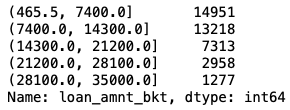 (465.5, 7400.0] 14951
(7400.0, 14300.0] 13218
(14300.0, 21200.0] 7313
(21200.0, 28100.0] 2958
(28100.0, 35000.0] 1277
Name: loan_amnt_bkt, dtype: int64